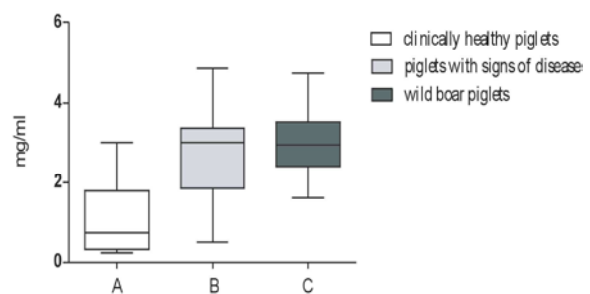 6
4
2
0
mg/ml
A B C
clinically healthy piglets
piglets with signs of disease
wild boar piglets